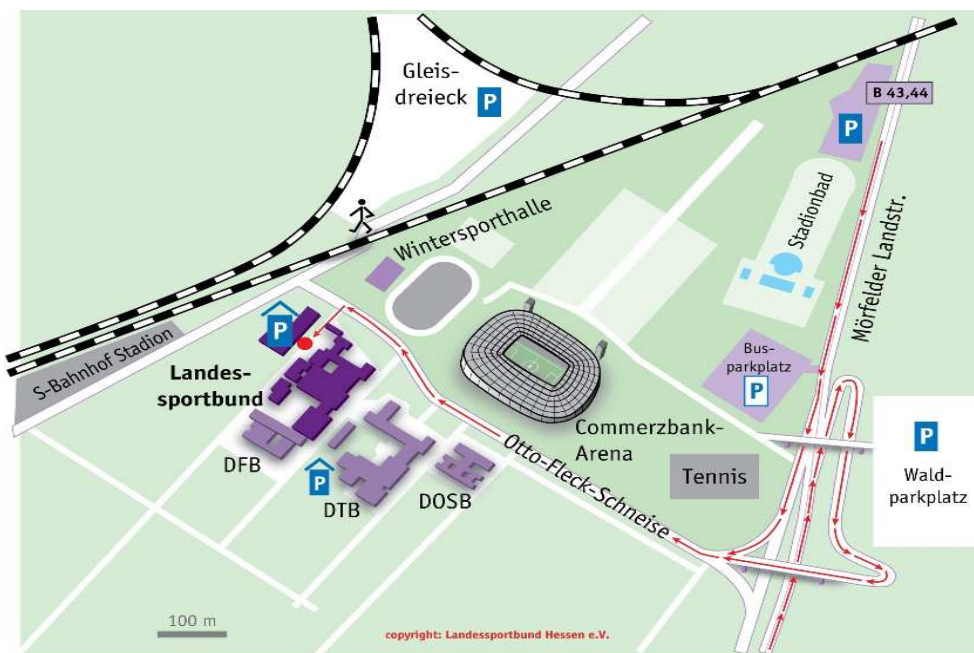 Gleis-
dreieck
P
B 43,44
P
Stadionbad
Mörfelder Landstr.
Wintersporthalle
P
S-Bahnhof Stadion
Landes-
sportbund
Bus-
parkplatz
P
Commerzbank-
Arena
Otto-Fleck-Schneise
Tennis
P
Wald-
parkplatz
DFB
P
DTB
DOSB
100 m
copyright: Landessportbund Hessen e.V.